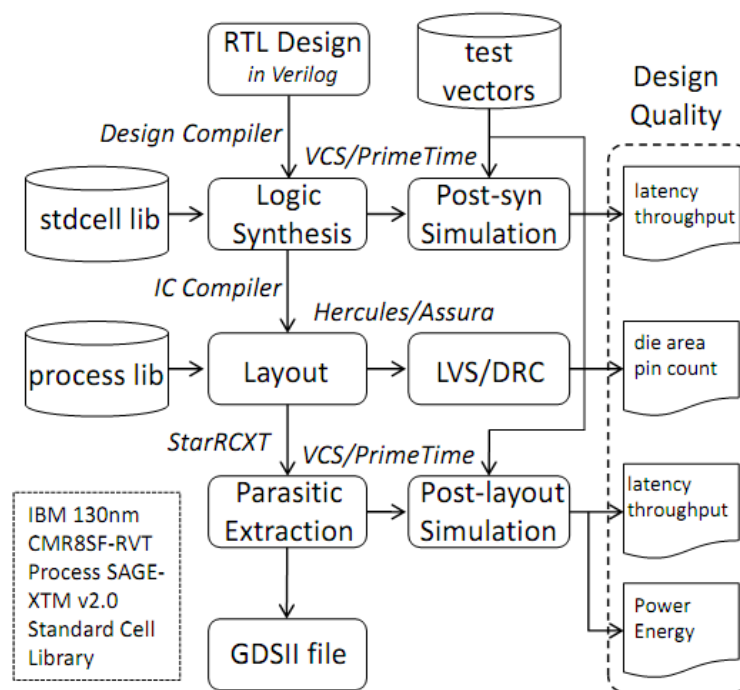 RTL Design
in Verilog
test
vectors
Design
Quality
Design Compiler
VCS/PrimeTime
stdcell lib
Logic
Synthesis
Post-syn
Simulation
latency
throughput
IC Compiler
Hercules/Assura
process lib
Layout
LVS/DRC
die area
pin count
StarRCXT
VCS/PrimeTime
Parasitic
Extraction
Post-layout
Simulation
latency
throughput
IBM 130nm
CMR8SF-RVT
Process SAGE-
XTM v2.0
Standard Cell
Library
GDSII file
Power
Energy